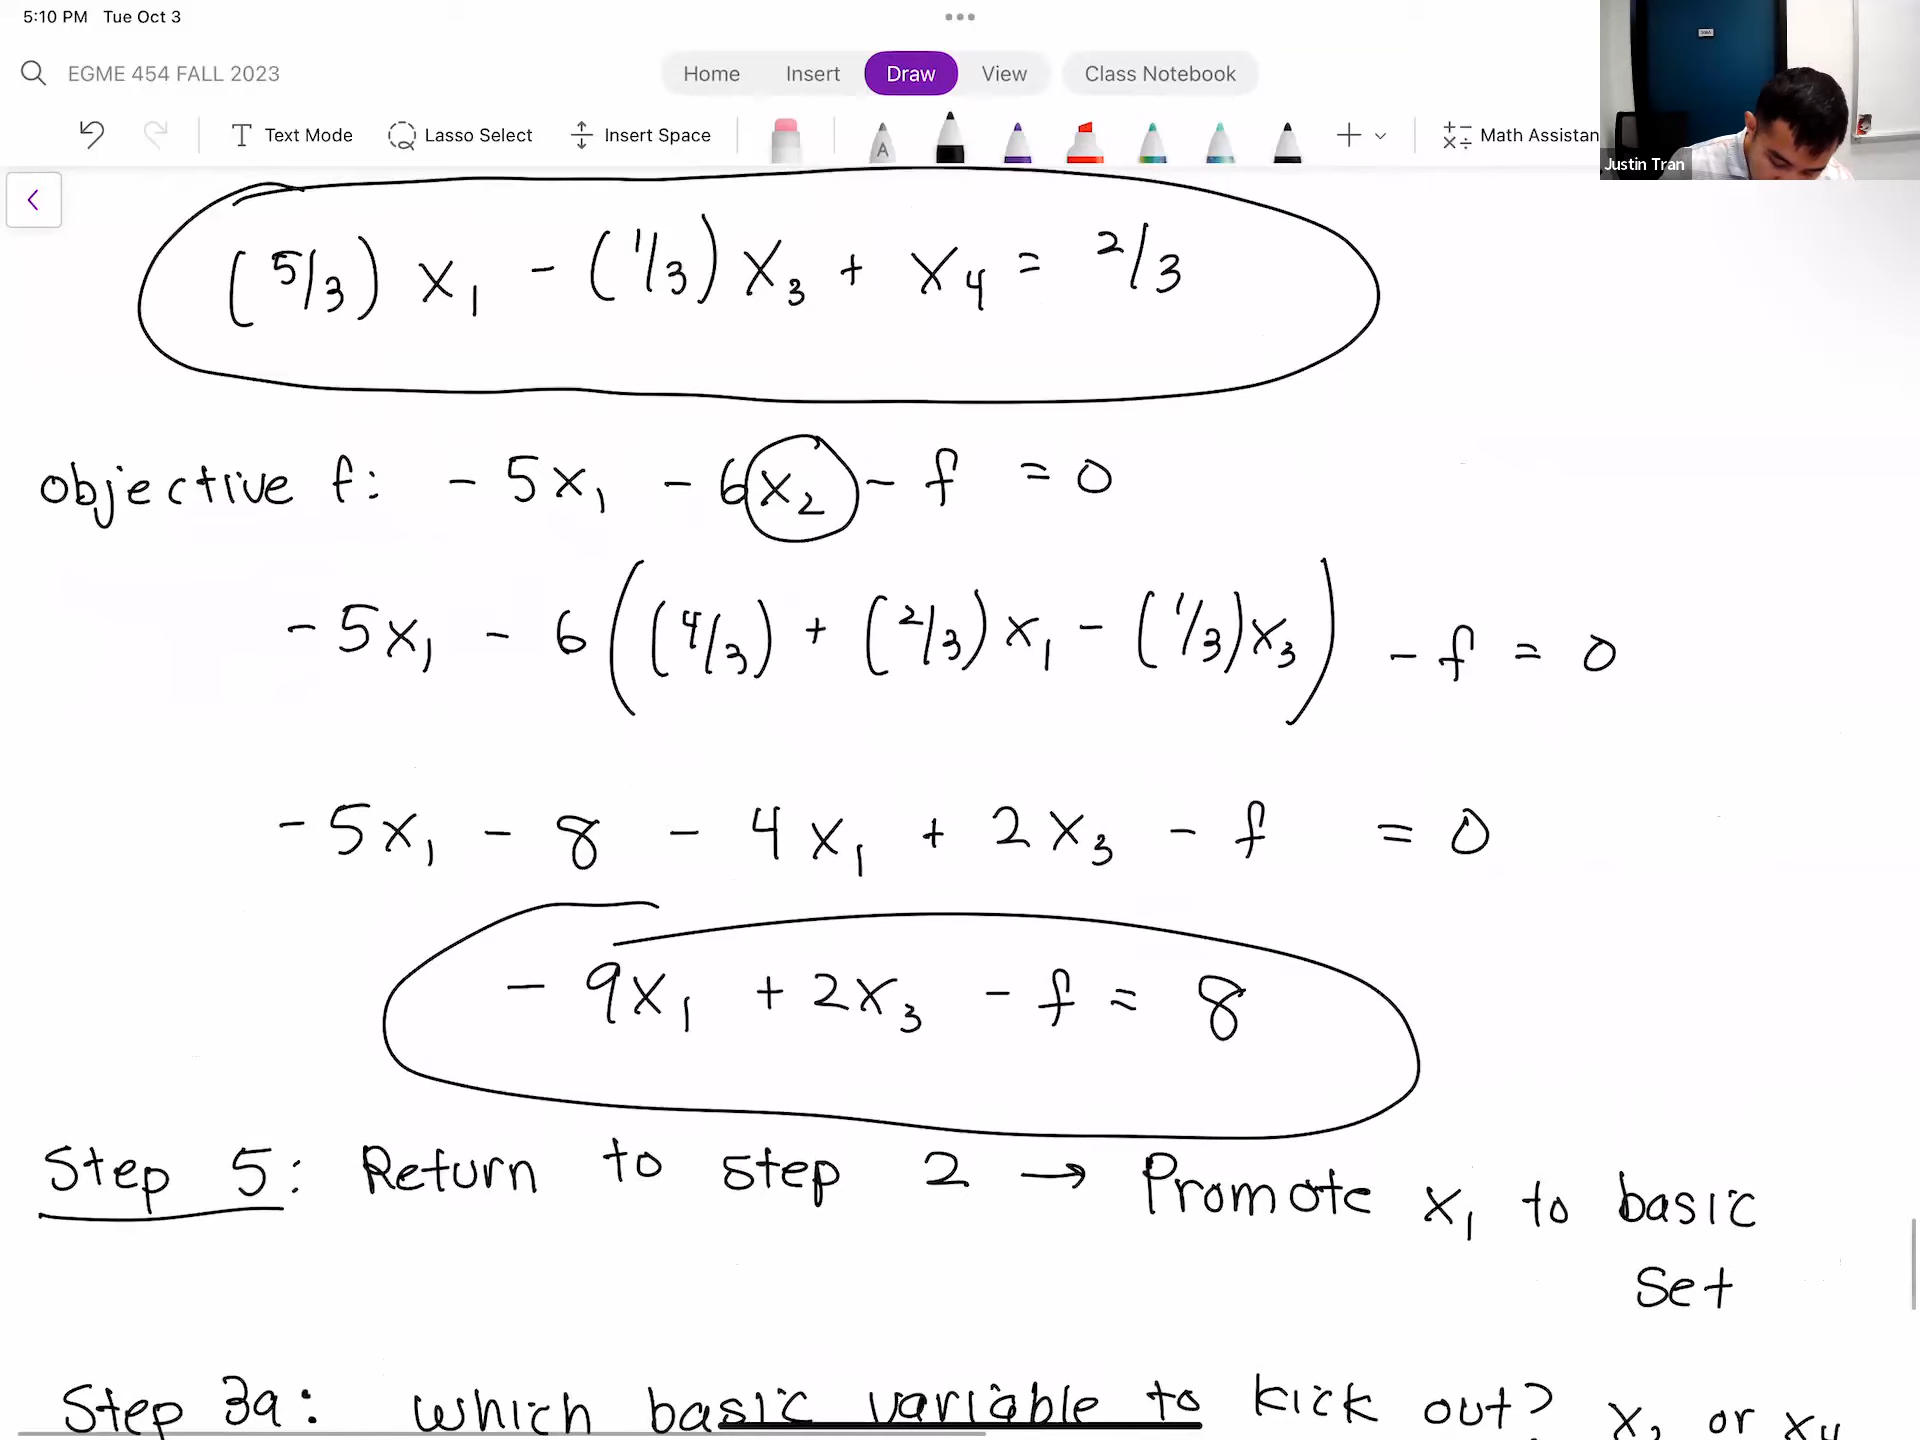 5:10 PM Tue Oct 3
EGME 454 FALL 2023
Home Insert Draw View Class Notebook
Text Mode Lasso Select Insert Space A Math Assistan
Justin Tran
(5/3) x₁ - (1/3) x₃ + x₄ = 2/3
objective f: - 5x₁ - 6x₂ - f = 0
- 5x₁ - 6((4/3) + (2/3) x₁ - (1/3)x₃) - f = 0
- 5x₁ - 8 - 4x₁ + 2x₃ - f = 0
- 9x₁ + 2x₃ - f = 8
Step 5: Return to step 2 → Promote x₁ to basic
set
Step 3a: which basic variable to kick out? x₂ or x₄